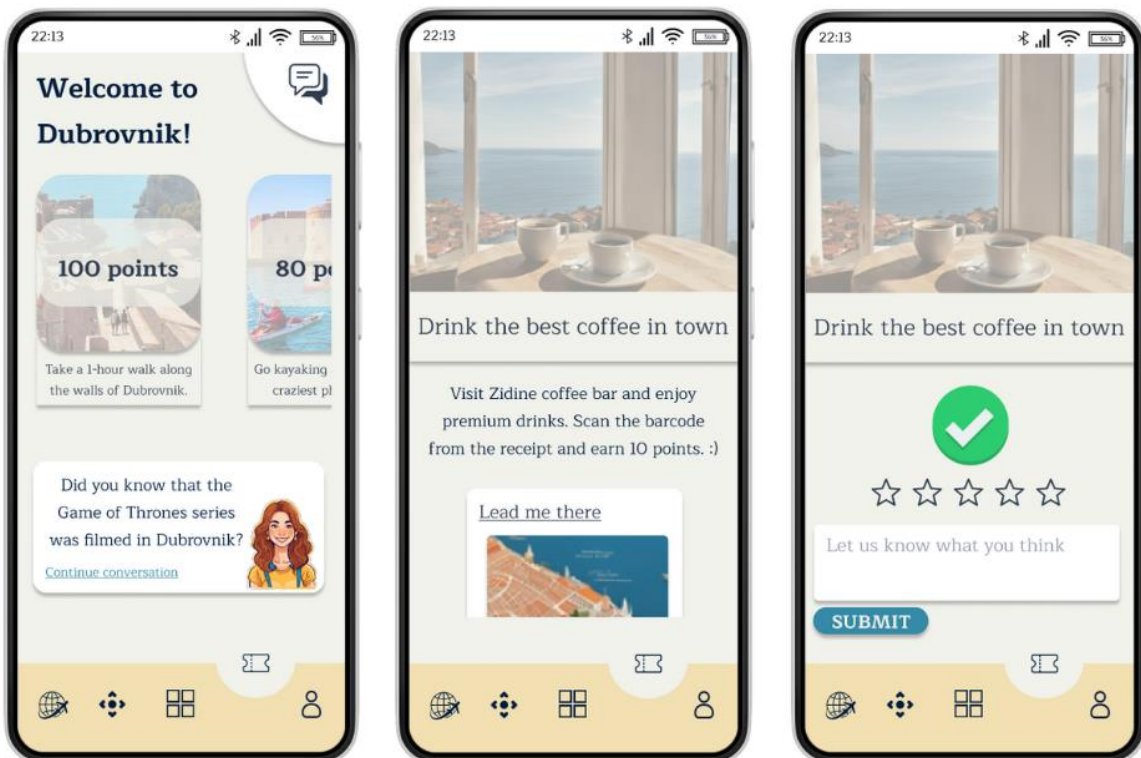 22:13
56%
Welcome to
Dubrovnik!
100 points
80 po
Take a 1-hour walk along
the walls of Dubrovnik.
Go kayaking
craziest pl
Did you know that the
Game of Thrones series
was filmed in Dubrovnik?
Continue conversation
22:13
56%
Drink the best coffee in town
Visit Zidine coffee bar and enjoy
premium drinks. Scan the barcode
from the receipt and earn 10 points. :)
Lead me there
22:13
56%
Drink the best coffee in town
Let us know what you think
SUBMIT